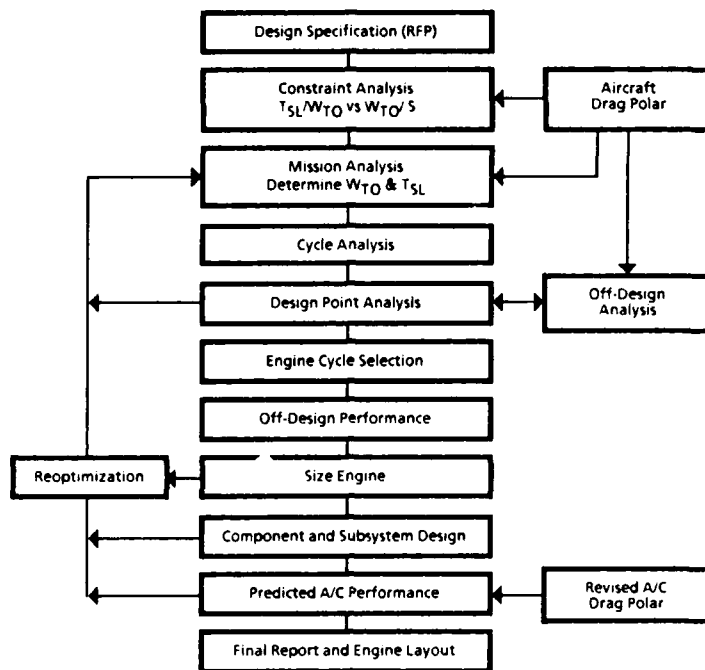 Design Specification (RFP)
Constraint Analysis
TSL/WTO vs WTO/ S
Aircraft
Drag Polar
Mission Analysis
Determine WTO & TSL
Cycle Analysis
Design Point Analysis
Off-Design
Analysis
Engine Cycle Selection
Off-Design Performance
Reoptimization
Size Engine
Component and Subsystem Design
Predicted A/C Performance
Revised A/C
Drag Polar
Final Report and Engine Layout